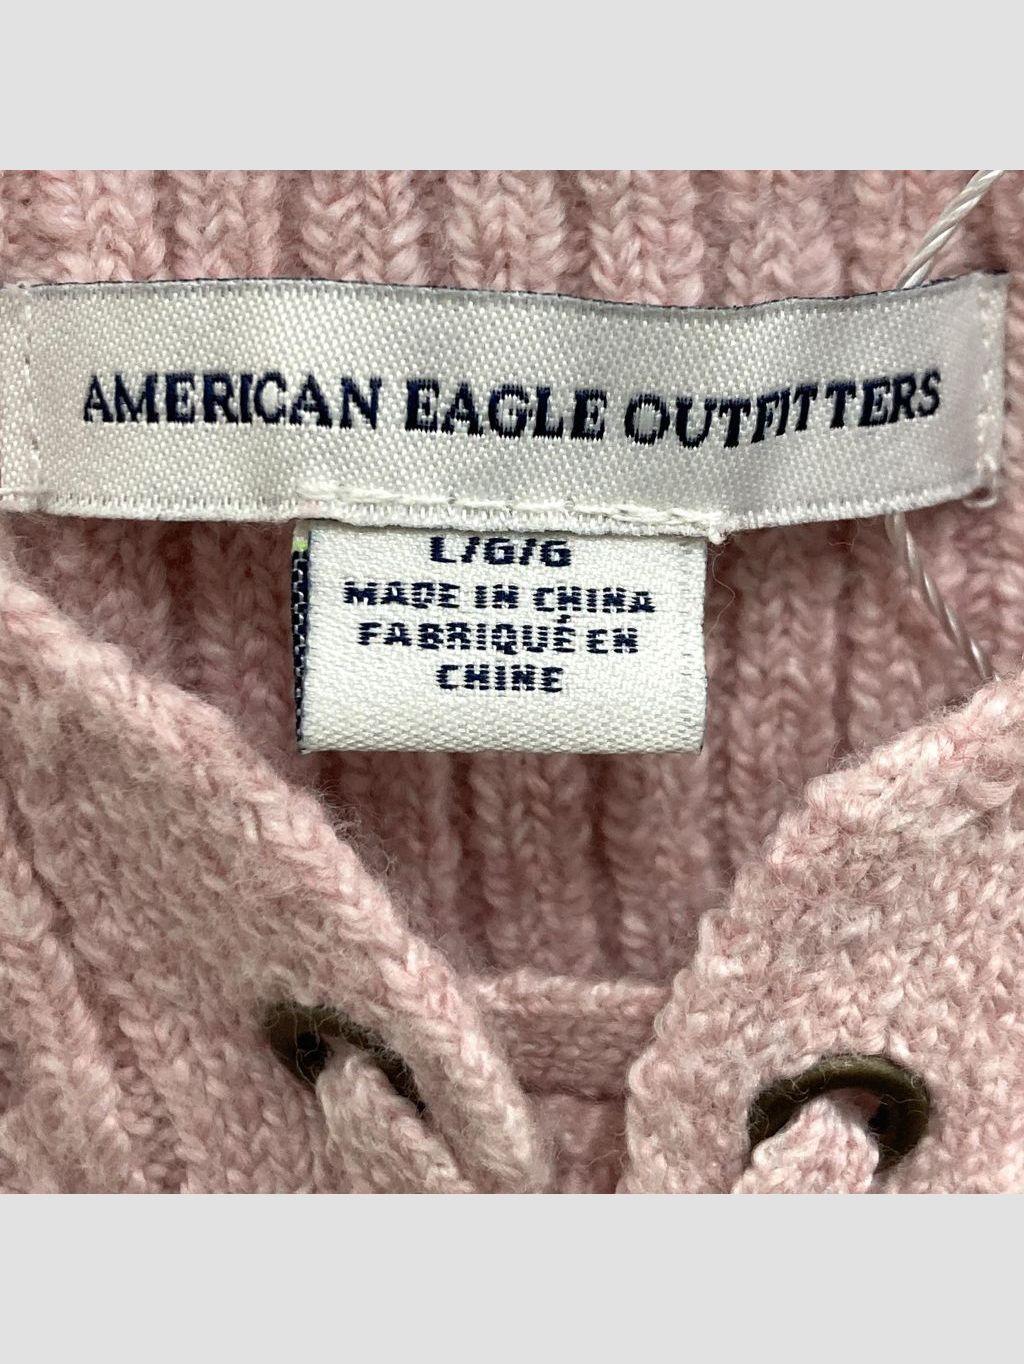 AMERICAN EAGLE OUTFITTERS
L/G/G
MADE IN CHINA
FABRIQUÉ EN
CHINE